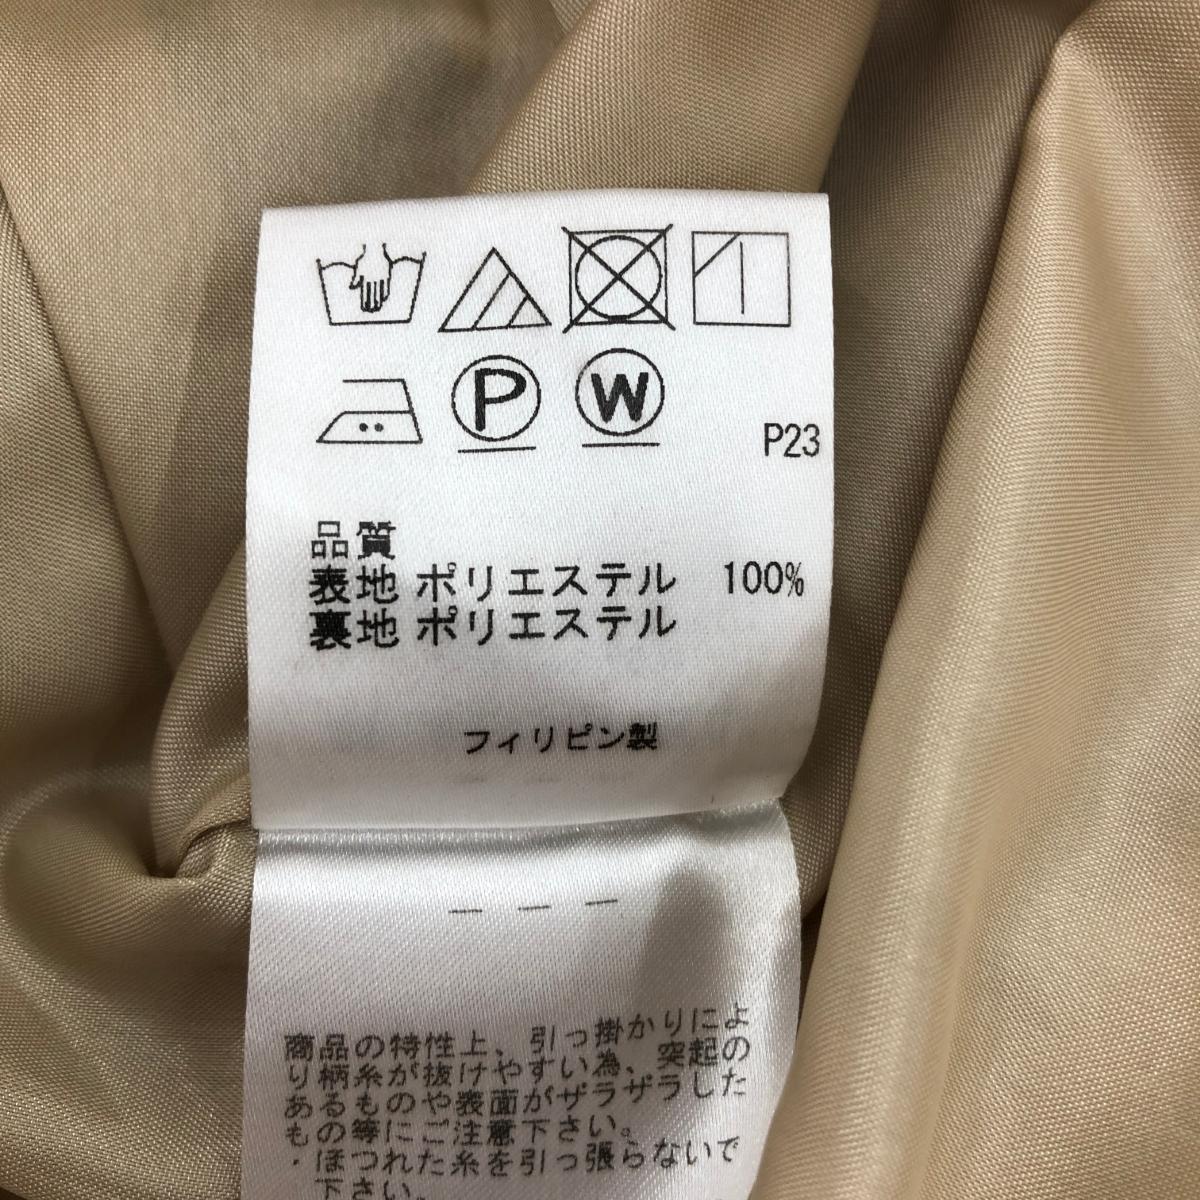 P
W
P23
品質
表地 ポリエステル 100%
裏地 ポリエステル
フィリピン製
商品の特性上、引っ掛かりによ
り柄糸が抜けやすい為、突起の
あるものや表面がザラザラした
もの等にご注意下さい。
・ほつれた糸を引っ張らないで
下さい。